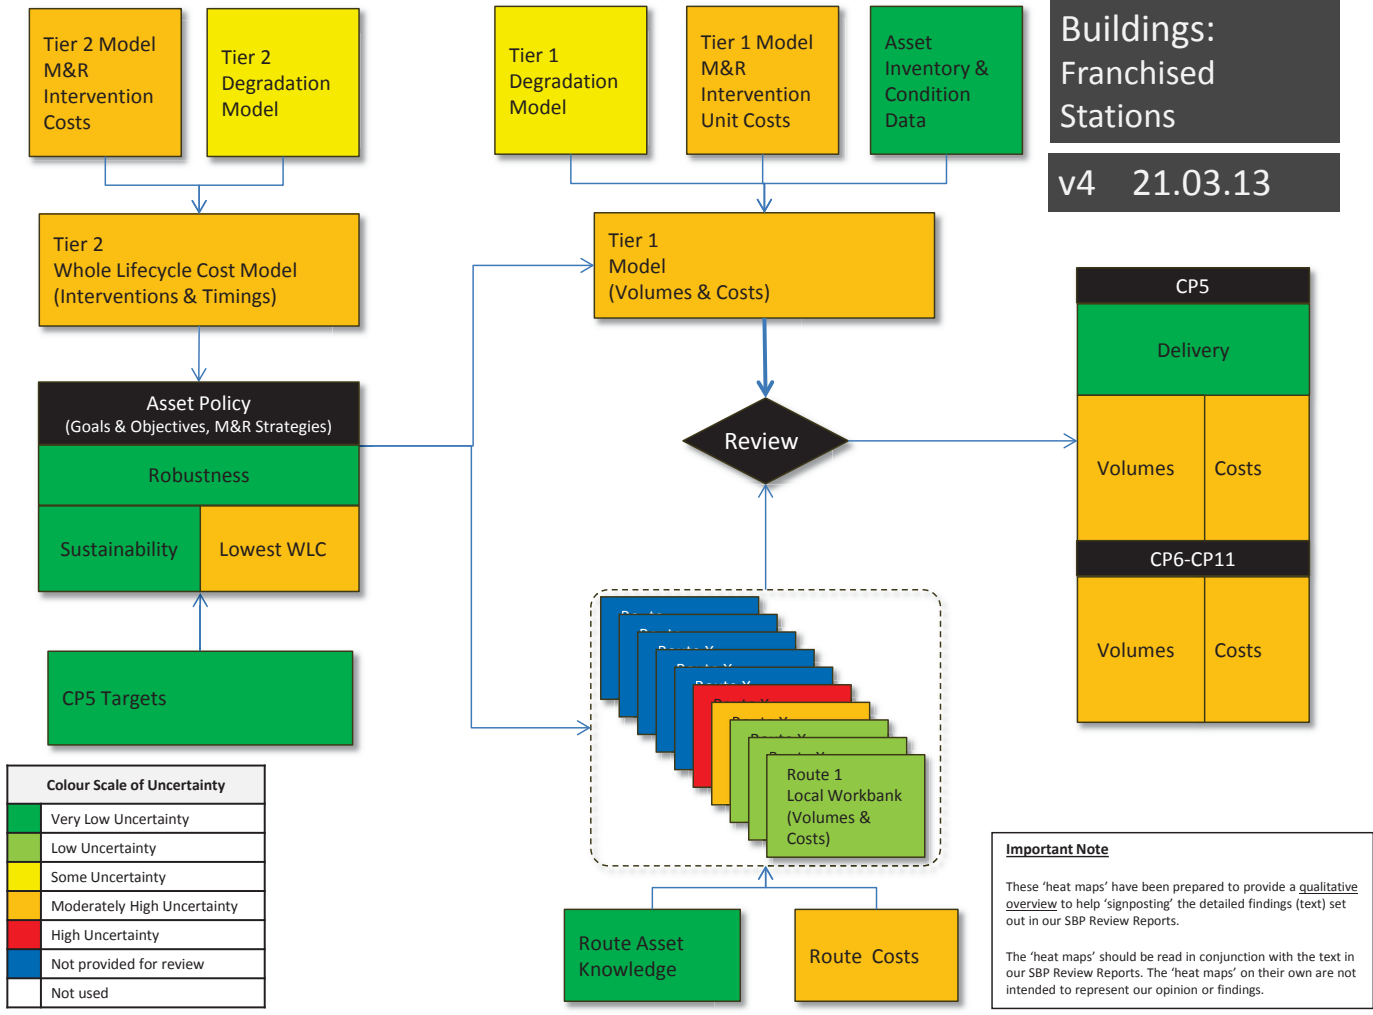 Tier 2 Model
M&R
Intervention
Costs
Tier 2
Degradation
Model
Tier 1
Degradation
Model
Tier 1 Model
M&R
Intervention
Unit Costs
Asset
Inventory &
Condition
Data
Buildings:
Franchised
Stations
v4 21.03.13
Tier 2
Whole Lifecycle Cost Model
(Interventions & Timings)
Tier 1
Model
(Volumes & Costs)
Asset Policy
(Goals & Objectives, M&R Strategies)
Robustness
Sustainability
Lowest WLC
CP5 Targets
Review
CP5
Delivery
Volumes
Costs
CP6-CP11
Volumes
Costs
Route 1
Local Workbank
(Volumes &
Costs)
Route Asset
Knowledge
Route Costs
Colour Scale of Uncertainty
Very Low Uncertainty
Low Uncertainty
Some Uncertainty
Moderately High Uncertainty
High Uncertainty
Not provided for review
Not used
Important Note
These ‘heat maps’ have been prepared to provide a qualitative
overview to help ‘signposting’ the detailed findings (text) set
out in our SBP Review Reports.
The ‘heat maps’ should be read in conjunction with the text in
our SBP Review Reports. The ‘heat maps’ on their own are not
intended to represent our opinion or findings.